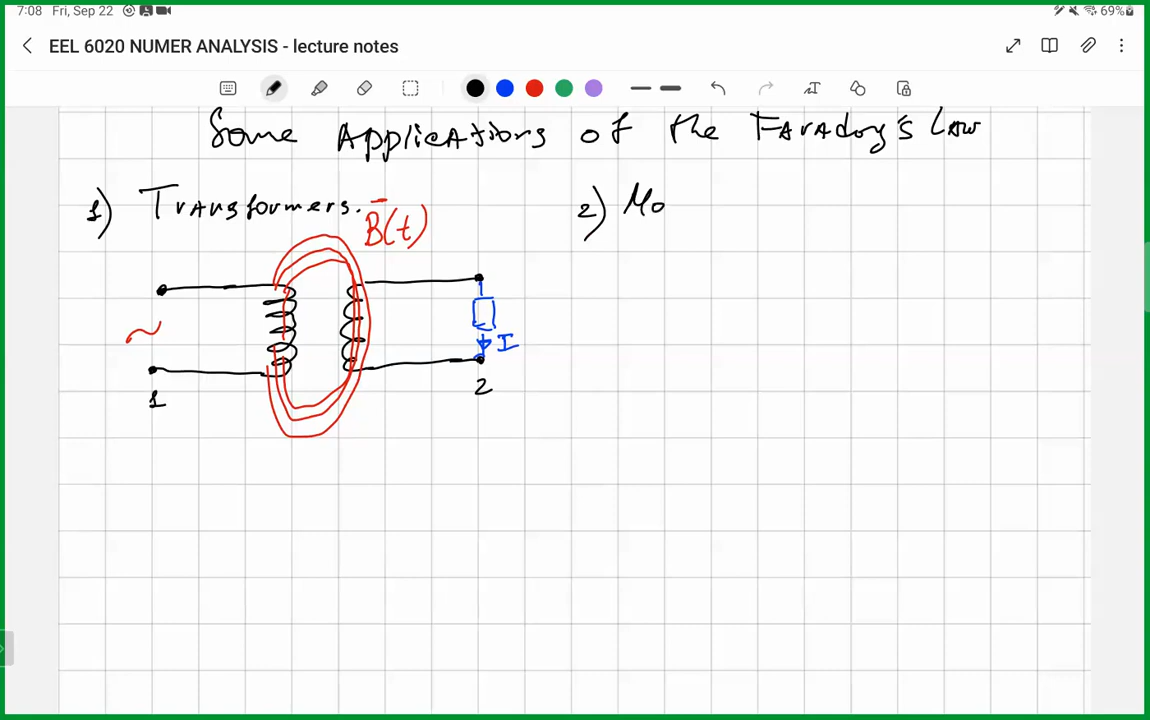 7:08 Fri, Sep 22
69%
EEL 6020 NUMER ANALYSIS - lecture notes
Some Applications of the Faraday's Law
1) Transformers.
2) Mo
B̄(t)
~
I
1
2